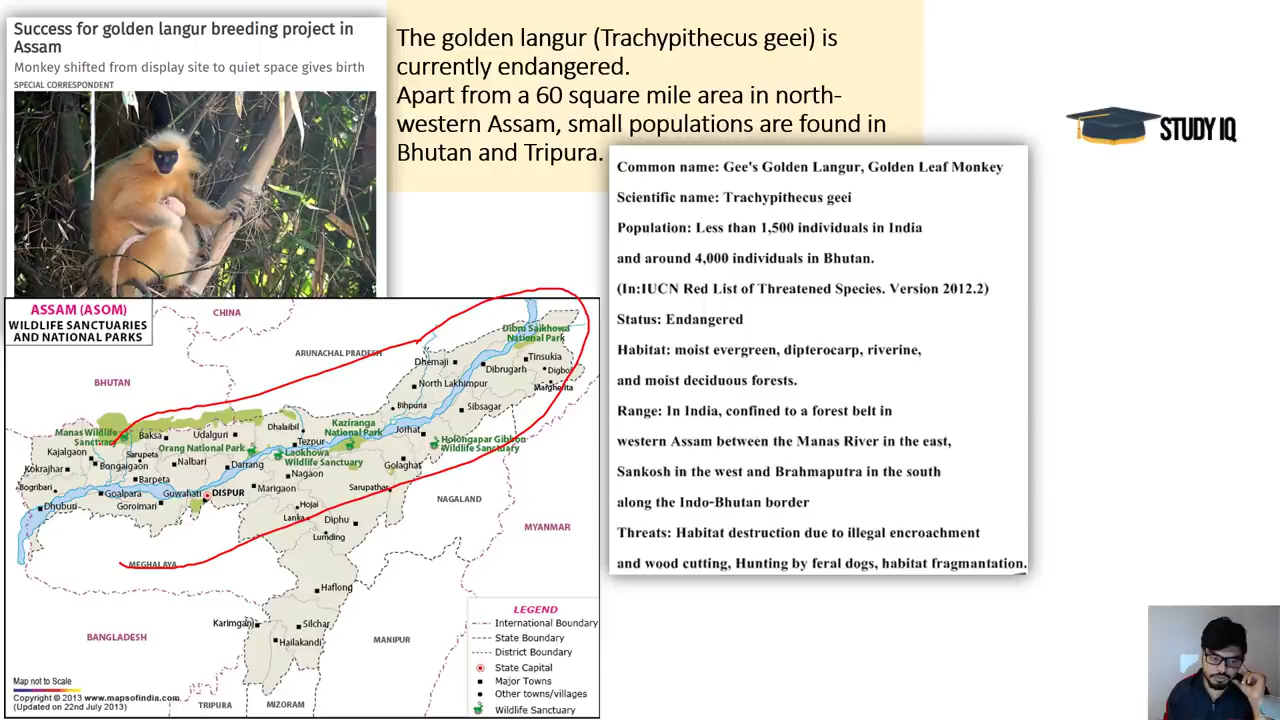 Success for golden langur breeding project in
Assam
Monkey shifted from display site to quiet space gives birth
SPECIAL CORRESPONDENT
The golden langur (Trachypithecus geei) is
currently endangered.
Apart from a 60 square mile area in north-
western Assam, small populations are found in
Bhutan and Tripura.
STUDY IQ
Common name: Gee's Golden Langur, Golden Leaf Monkey
Scientific name: Trachypithecus geei
Population: Less than 1,500 individuals in India
and around 4,000 individuals in Bhutan.
(In:IUCN Red List of Threatened Species. Version 2012.2)
Status: Endangered
Habitat: moist evergreen, dipterocarp, riverine,
and moist deciduous forests.
Range: In India, confined to a forest belt in
western Assam between the Manas River in the east,
Sankosh in the west and Brahmaputra in the south
along the Indo-Bhutan border
Threats: Habitat destruction due to illegal encroachment
and wood cutting, Hunting by feral dogs, habitat fragmantation.
ASSAM (ASOM)
WILDLIFE SANCTUARIES
AND NATIONAL PARKS
CHINA
ARUNACHAL PRADESH
BHUTAN
Dibru Saikhowa
National Park
Tinsukia
Dhemaji
Dibrugarh
Digboi
North Lakhimpur
Margherita
Bihpuria
Sibsagar
Dhalaibil
Kaziranga
National Park
Jorhat
Manas Wildlife
Sanctuary
Baksa
Udalguri
Tezpur
Hologapar Gibbon
Wildlife Sanctuary
Orang National Park
Laokhowa
Wildlife Sanctuary
Kajalgaon
Sarupeta
Kokrajhar
Bongaigaon
Nalbari
Darrang
Golaghat
Barpeta
Nagaon
Bogribari
Goalpara
Guwahati
DISPUR
Marigaon
Sarupathar
Dhuburi
Goroimari
Hojai
NAGALAND
Lanka
Diphu
MYANMAR
Lumding
MEGHALAYA
Haflong
Karimganj
Silchar
BANGLADESH
Hailakandi
MANIPUR
TRIPURA
MIZORAM
LEGEND
International Boundary
State Boundary
District Boundary
State Capital
Major Towns
Other towns/villages
Wildlife Sanctuary
Map not to Scale
Copyright © 2013 www.mapsofindia.com
(Updated on 22nd July 2013)